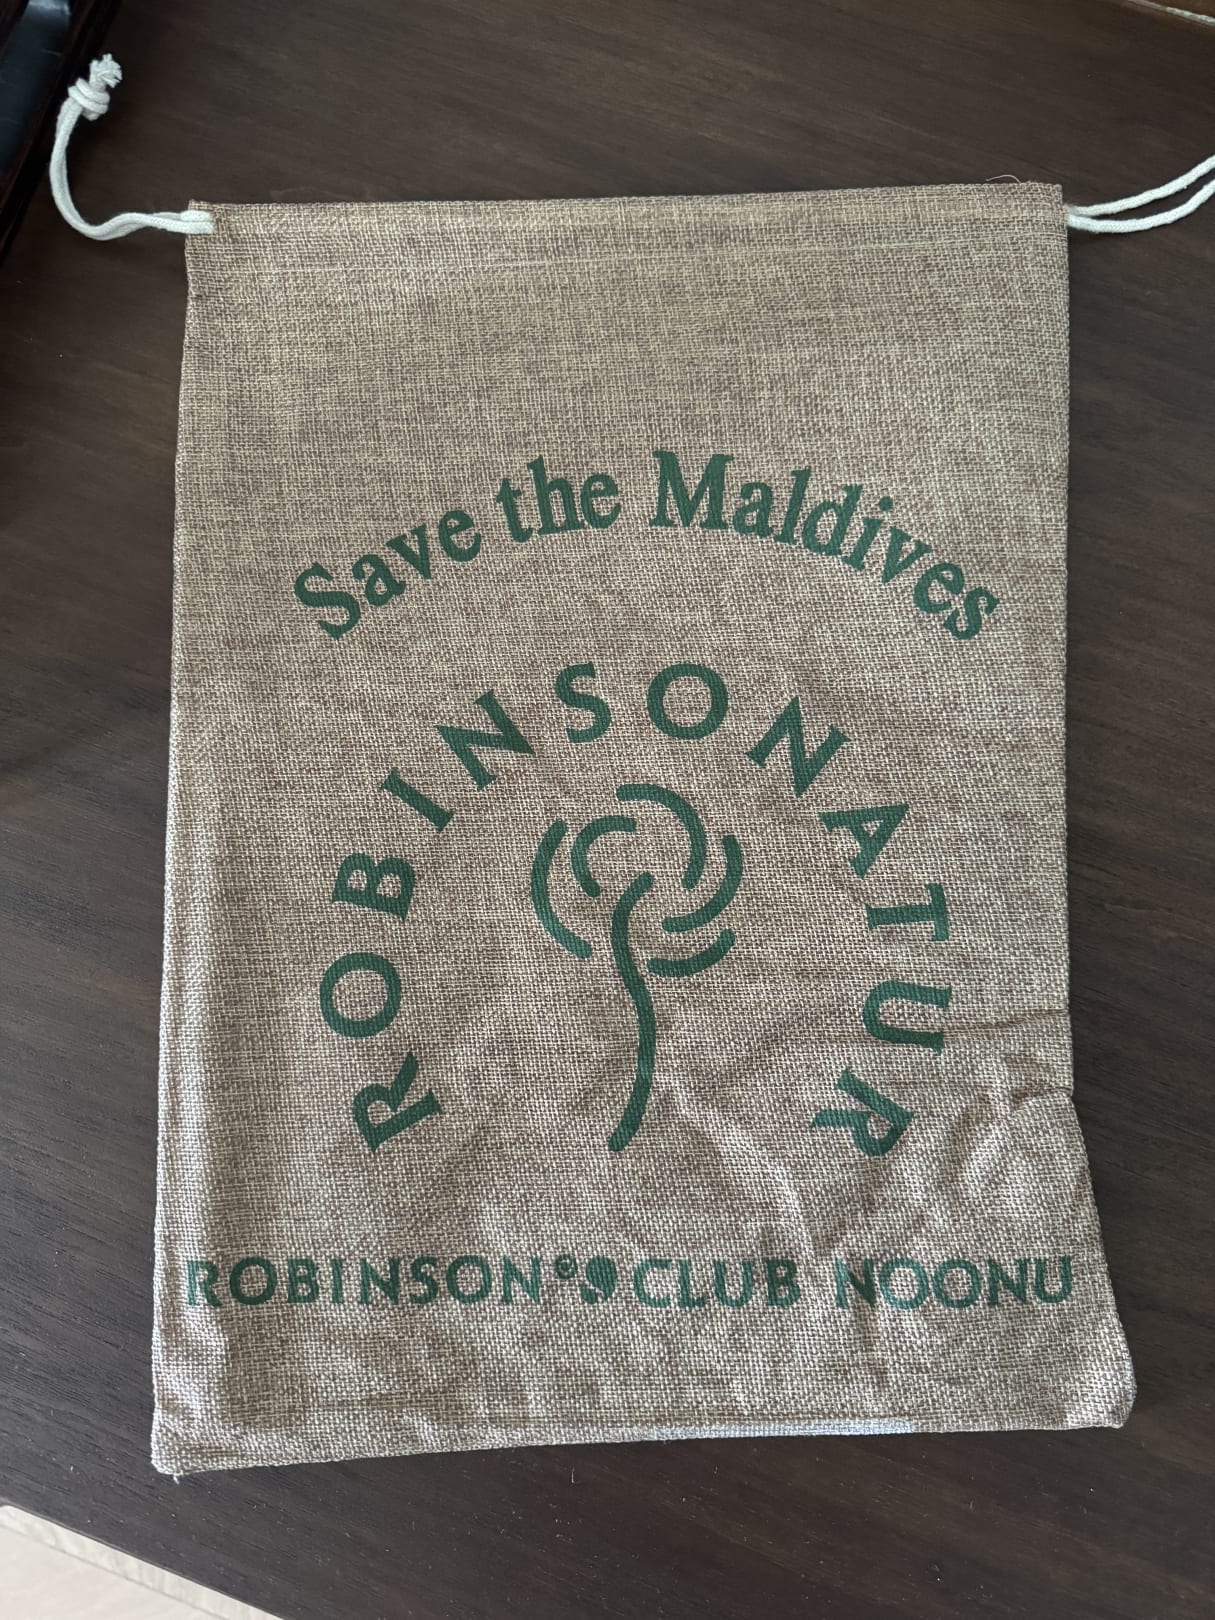 Save the Maldives
ROBINSONATUR
ROBINSON® CLUB NOONU